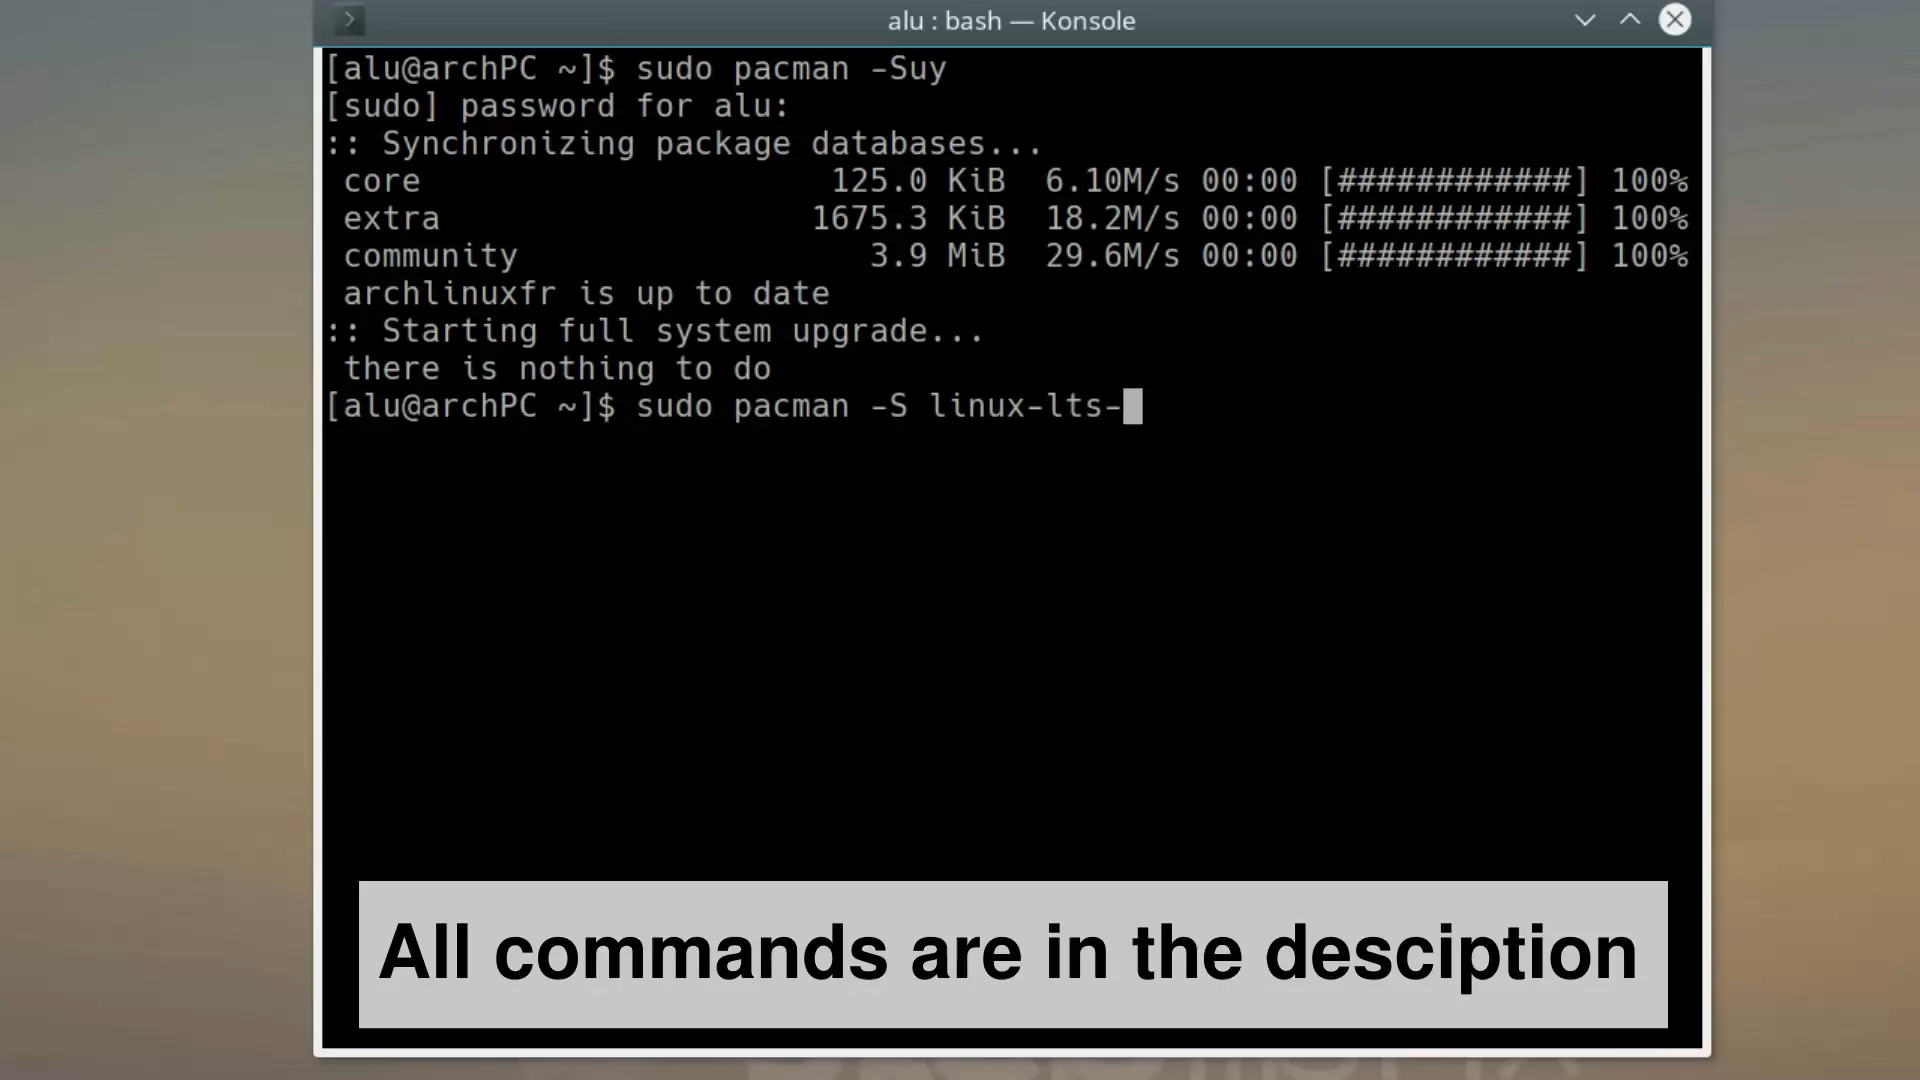 alu : bash — Konsole
[alu@archPC ~]$ sudo pacman -Suy
[sudo] password for alu:
:: Synchronizing package databases...
core 125.0 KiB 6.10M/s 00:00 [############] 100%
extra 1675.3 KiB 18.2M/s 00:00 [############] 100%
community 3.9 MiB 29.6M/s 00:00 [############] 100%
archlinuxfr is up to date
:: Starting full system upgrade...
there is nothing to do
[alu@archPC ~]$ sudo pacman -S linux-lts-
All commands are in the desciption